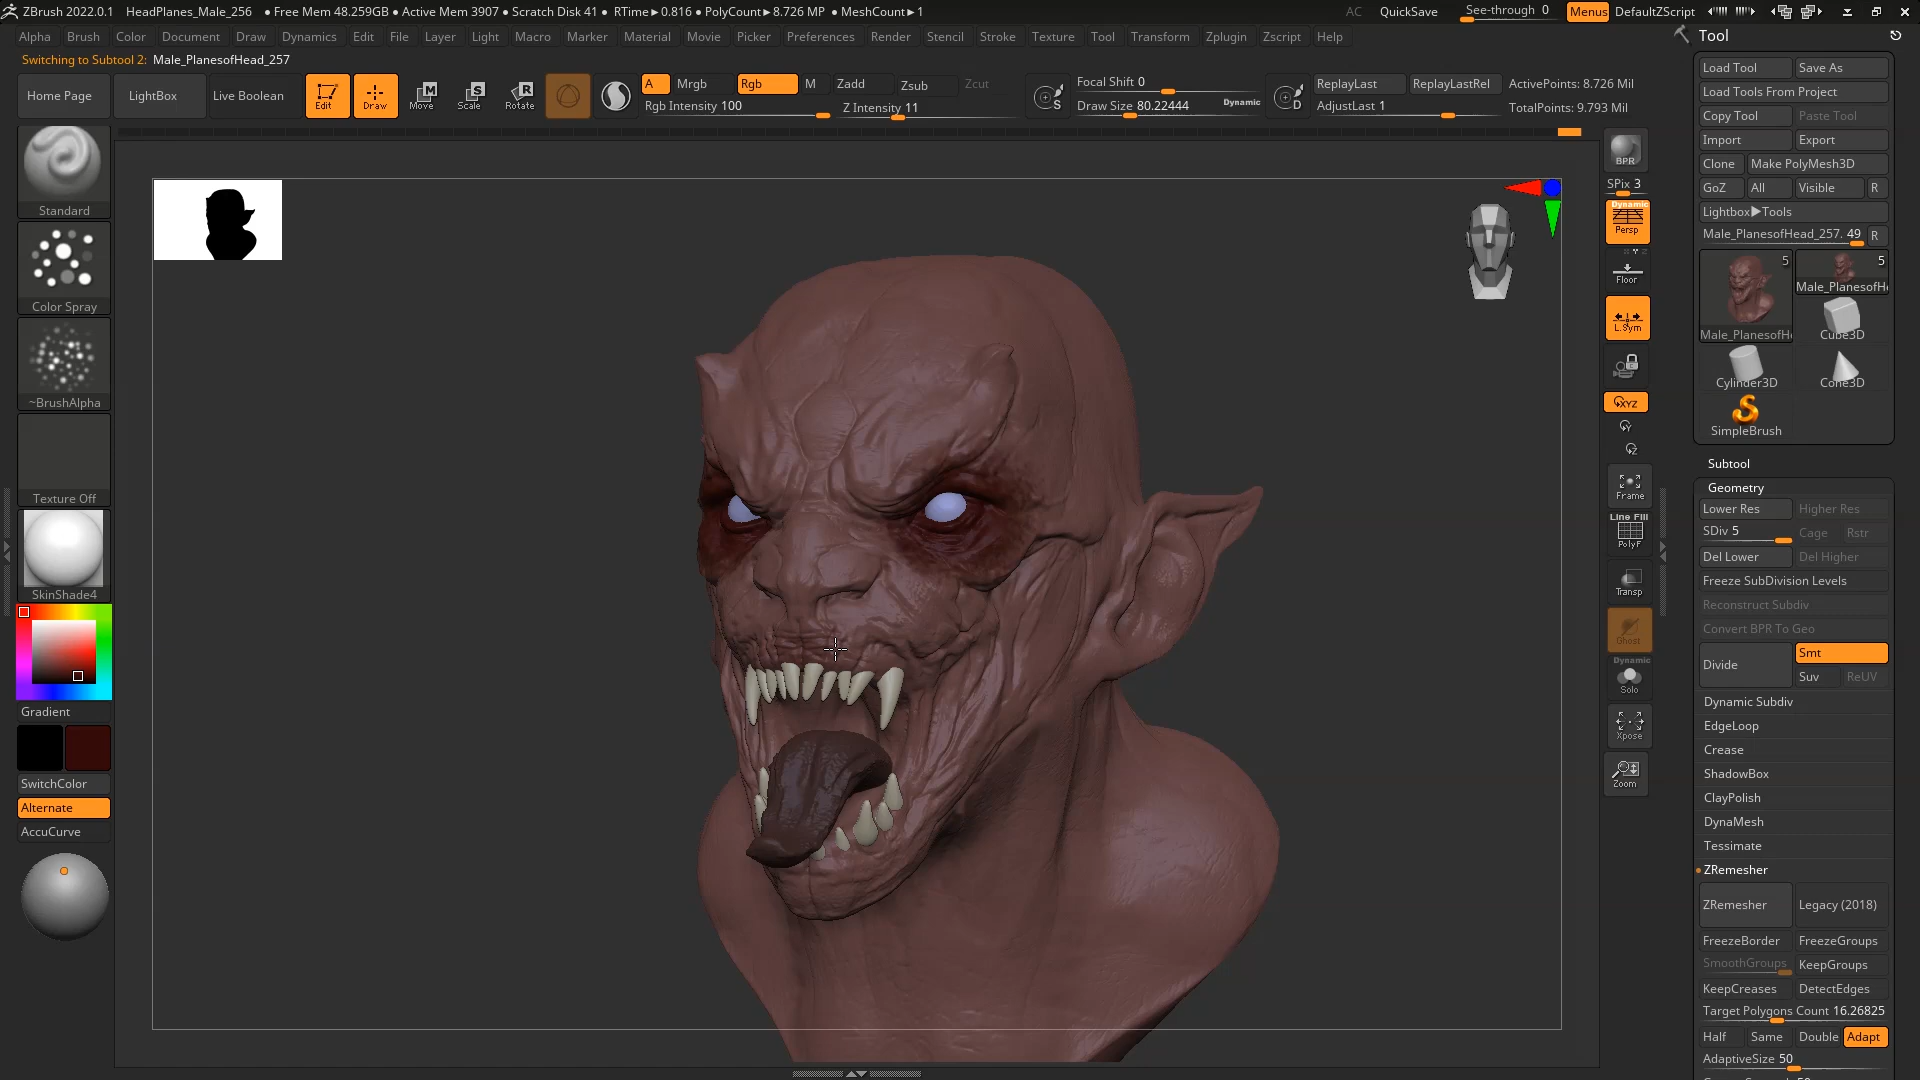 ZBrush 2022.0.1 HeadPlanes_Male_256 ● Free Mem 48.259GB ● Active Mem 3907 ● Scratch Disk 41 ● RTime►0.816 ● PolyCount►8.726 MP ● MeshCount►1 AC QuickSave See-through 0 Menus DefaultZScript
Alpha Brush Color Document Draw Dynamics Edit File Layer Light Macro Marker Material Movie Picker Preferences Render Stencil Stroke Texture Tool Transform Zplugin Zscript Help
Switching to Subtool 2: Male_PlanesofHead_257
Home Page LightBox Live Boolean
Edit Draw Move Scale Rotate
M S R
A Mrgb Rgb M Zadd Zsub Zcut
Rgb Intensity 100 Z Intensity 11
S Focal Shift 0
Draw Size 80.22444 Dynamic
D ReplayLast ReplayLastRel ActivePoints: 8.726 Mil
AdjustLast 1 TotalPoints: 9.793 Mil
Standard
Color Spray
~BrushAlpha
Texture Off
SkinShade4
Gradient
SwitchColor
Alternate
AccuCurve
BPR
SPix 3
Dynamic
Persp
Floor
L.Sym
XYZ
Y
Z
Frame
Line Fill
PolyF
Transp
Ghost
Dynamic
Solo
Xpose
Zoom
Tool
Load Tool Save As
Load Tools From Project
Copy Tool Paste Tool
Import Export
Clone Make PolyMesh3D
GoZ All Visible R
Lightbox►Tools
Male_PlanesofHead_257. 49 R
5 5
Male_PlanesofH
Male_PlanesofH Cube3D
Cylinder3D Cone3D
SimpleBrush
Subtool
Geometry
Lower Res Higher Res
SDiv 5 Cage Rstr
Del Lower Del Higher
Freeze SubDivision Levels
Reconstruct Subdiv
Convert BPR To Geo
Divide Smt
Suv ReUV
Dynamic Subdiv
EdgeLoop
Crease
ShadowBox
ClayPolish
DynaMesh
Tessimate
ZRemesher
ZRemesher Legacy (2018)
FreezeBorder FreezeGroups
SmoothGroups KeepGroups
KeepCreases DetectEdges
Target Polygons Count 16.26825
Half Same Double Adapt
AdaptiveSize 50